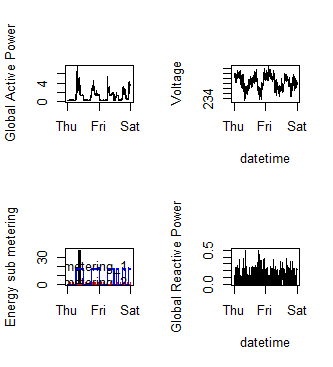 Global Active Power
0 4
Thu Fri Sat
Voltage
234
Thu Fri Sat
datetime
Energy sub metering
0 30
metering_1
Thu Fri Sat
Global Reactive Power
0.0 0.5
Thu Fri Sat
datetime